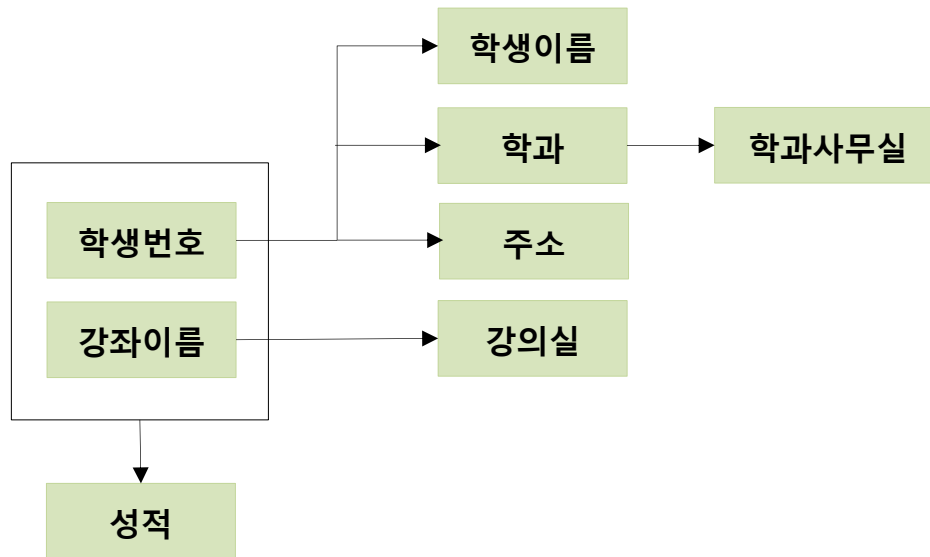 학생이름
학과
학과사무실
학생번호
주소
강좌이름
강의실
성적